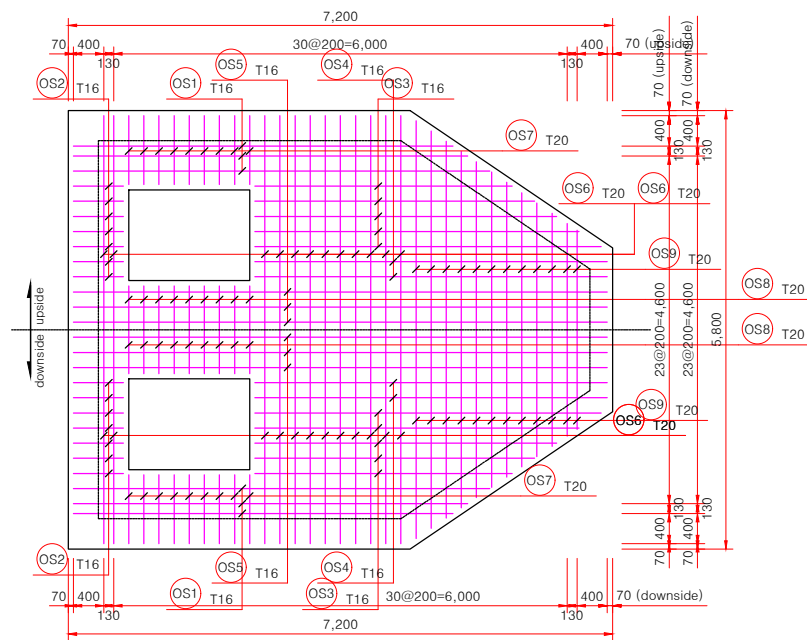 7,200
70 400 30@200=6,000 400 70 (upside)
130 130
70 (upside)
70 (downside)
OS2 T16
OS1 T16
OS5 T16
OS4 T16
OS3 T16
OS7 T20
400 400
130 130
OS6 T20
OS6 T20
OS9 T20
OS8 T20
OS8 T20
downside upside
23@200=4,600
23@200=4,600
5,800
OS9 T20
OS6 T20
OS7 T20
130 130
400 400
70 70
OS2 T16
OS1 T16
OS5 T16
OS4 T16
OS3 T16
70 400 30@200=6,000 400 70 (downside)
130 130
7,200